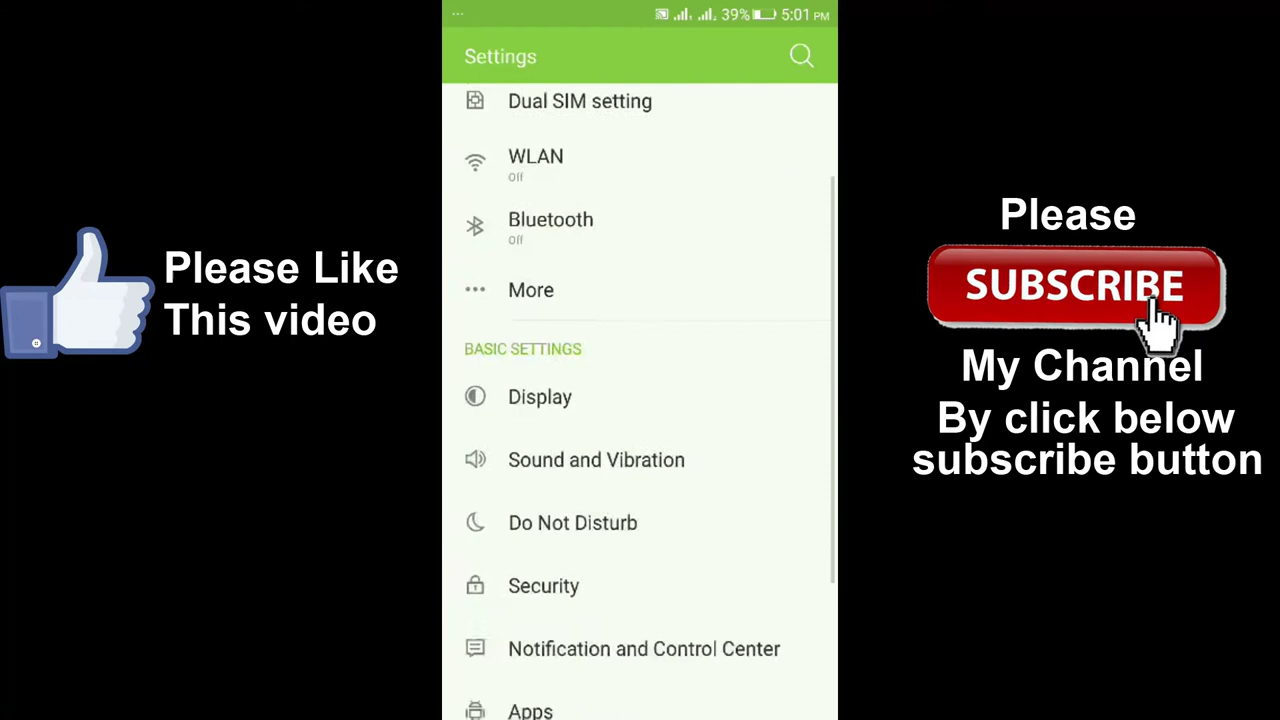 ... 39% 5:01 PM
Settings
Dual SIM setting
WLAN
Off
Bluetooth
Off
More
BASIC SETTINGS
Display
Sound and Vibration
Do Not Disturb
Security
Notification and Control Center
Apps
Please Like
This video
Please
SUBSCRIBE
My Channel
By click below
subscribe button